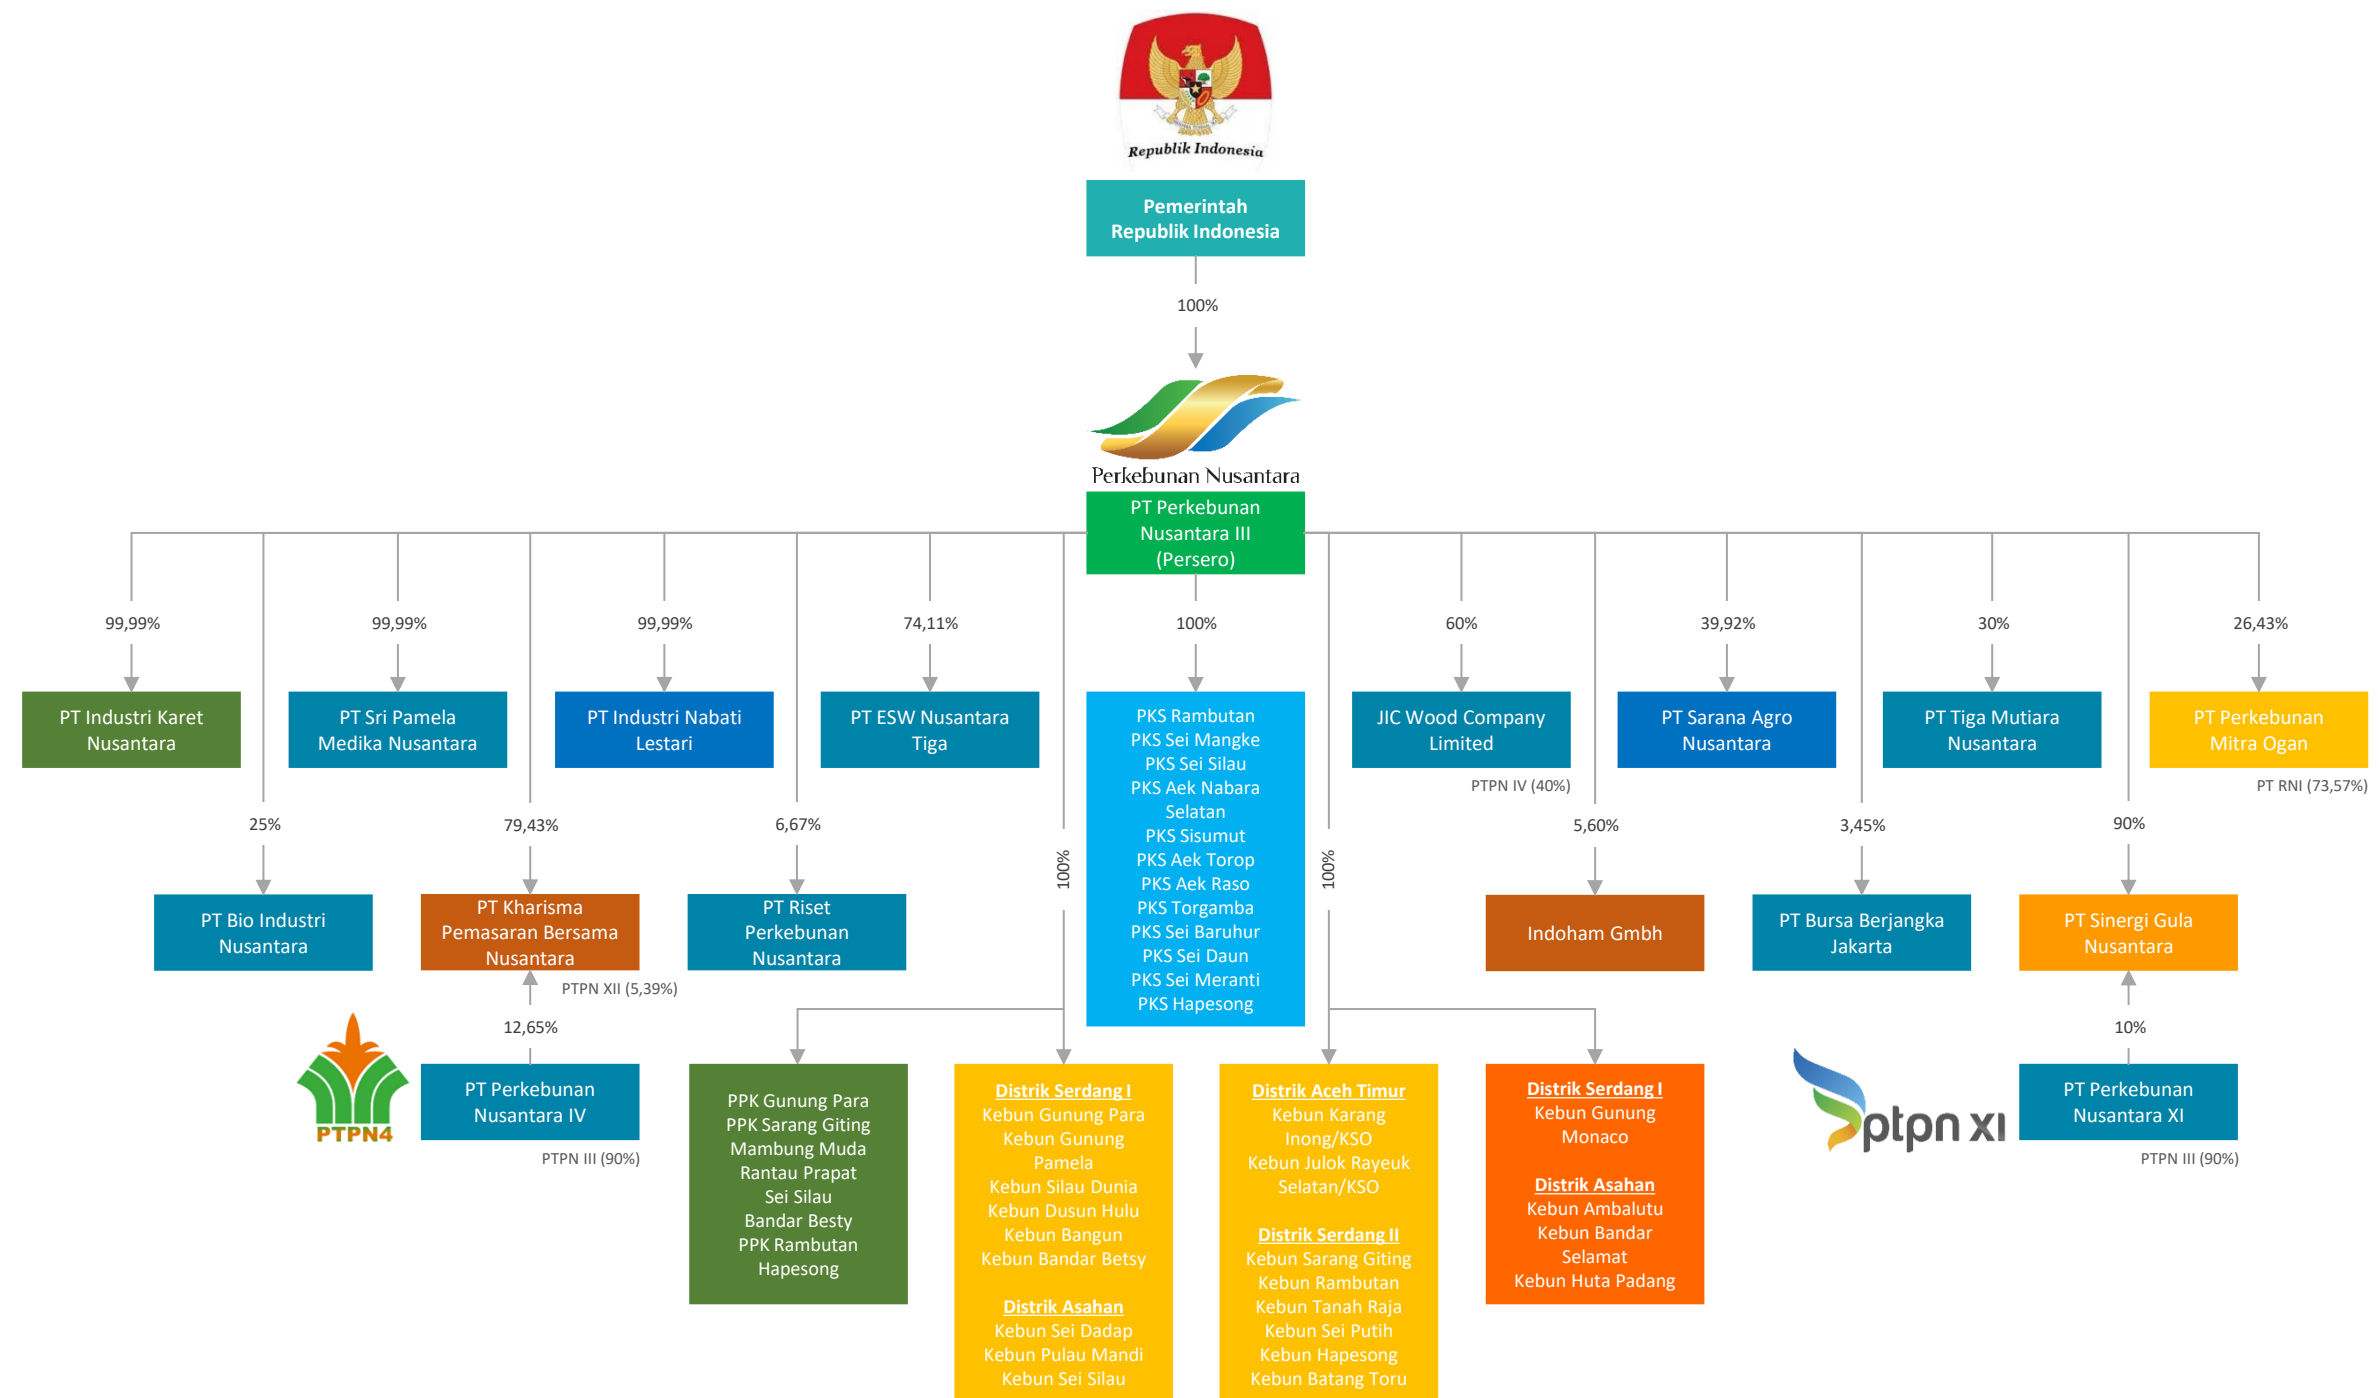 Republik Indonesia
Pemerintah
Republik Indonesia
100%
Perkebunan Nusantara
PT Perkebunan
Nusantara III
(Persero)
99,99%
99,99%
99,99%
74,11%
100%
60%
39,92%
30%
26,43%
PT Industri Karet
Nusantara
PT Sri Pamela
Medika Nusantara
PT Industri Nabati
Lestari
PT ESW Nusantara
Tiga
PKS Rambutan
PKS Sei Mangke
PKS Sei Silau
PKS Aek Nabara
Selatan
PKS Sisumut
PKS Aek Torop
PKS Aek Raso
PKS Torgamba
PKS Sei Baruhur
PKS Sei Daun
PKS Sei Meranti
PKS Hapesong
JIC Wood Company
Limited
PTPN IV (40%)
PT Sarana Agro
Nusantara
PT Tiga Mutiara
Nusantara
PT Perkebunan
Mitra Ogan
PT RNI (73,57%)
25%
79,43%
6,67%
100%
100%
5,60%
3,45%
90%
PT Bio Industri
Nusantara
PT Kharisma
Pemasaran Bersama
Nusantara
PTPN XII (5,39%)
PT Riset
Perkebunan
Nusantara
Indoham Gmbh
PT Bursa Berjangka
Jakarta
PT Sinergi Gula
Nusantara
12,65%
10%
PTPN4
PT Perkebunan
Nusantara IV
PTPN III (90%)
PPK Gunung Para
PPK Sarang Giting
Mambung Muda
Rantau Prapat
Sei Silau
Bandar Besty
PPK Rambutan
Hapesong
Distrik Serdang I
Kebun Gunung Para
Kebun Gunung
Pamela
Kebun Silau Dunia
Kebun Dusun Hulu
Kebun Bangun
Kebun Bandar Betsy
Distrik Asahan
Kebun Sei Dadap
Kebun Pulau Mandi
Kebun Sei Silau
Distrik Aceh Timur
Kebun Karang
Inong/KSO
Kebun Julok Rayeuk
Selatan/KSO
Distrik Serdang II
Kebun Sarang Giting
Kebun Rambutan
Kebun Tanah Raja
Kebun Sei Putih
Kebun Hapesong
Kebun Batang Toru
Distrik Serdang I
Kebun Gunung
Monaco
Distrik Asahan
Kebun Ambalutu
Kebun Bandar
Selamat
Kebun Huta Padang
ptpn XI
PT Perkebunan
Nusantara XI
PTPN III (90%)